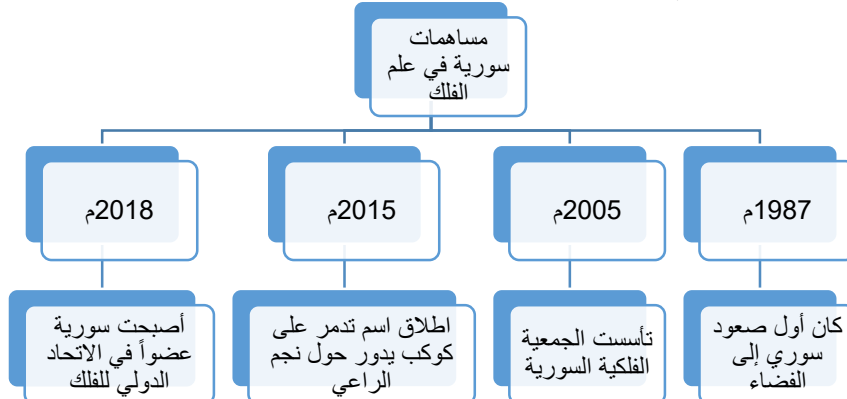 مساهمات
سورية في علم
الفلك
1987م
2005م
2015م
2018م
كان أول صعود
سوري إلى
الفضاء
تأسست الجمعية
الفلكية السورية
اطلاق اسم تدمر على
كوكب يدور حول نجم
الراعي
أصبحت سورية
عضواً في الاتحاد
الدولي للفلك